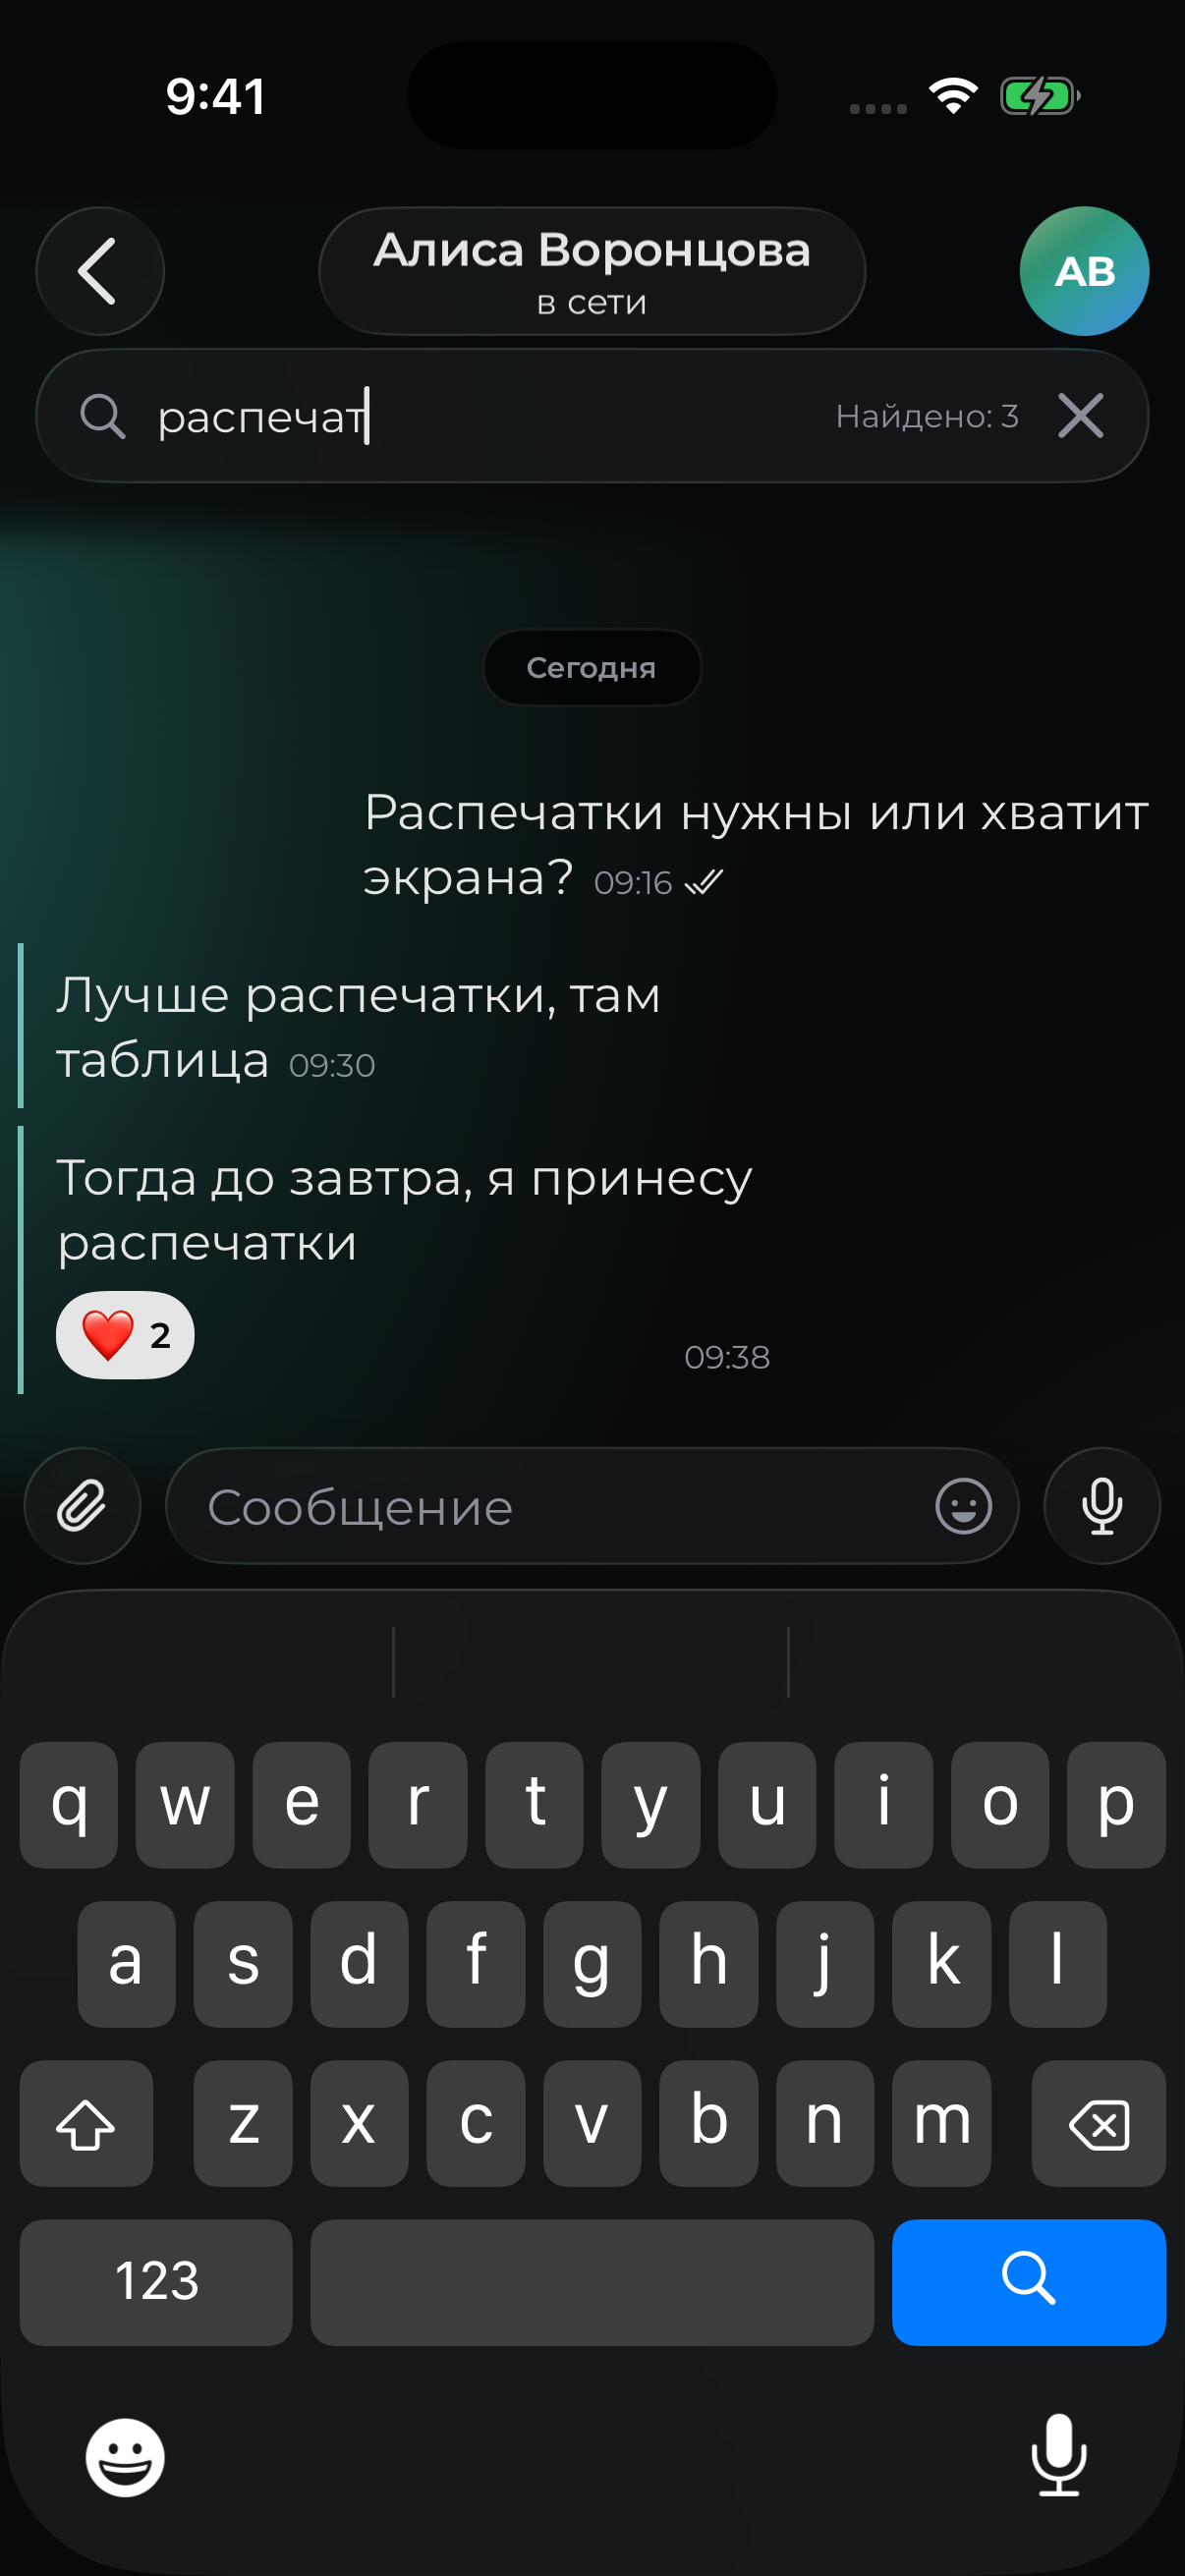 9:41
Алиса Воронцова
в сети
АВ
распечат
Найдено: 3
Сегодня
Распечатки нужны или хватит
экрана? 09:16
Лучше распечатки, там
таблица 09:30
Тогда до завтра, я принесу
распечатки
❤️ 2
09:38
Сообщение
q w e r t y u i o p
a s d f g h j k l
z x c v b n m
123